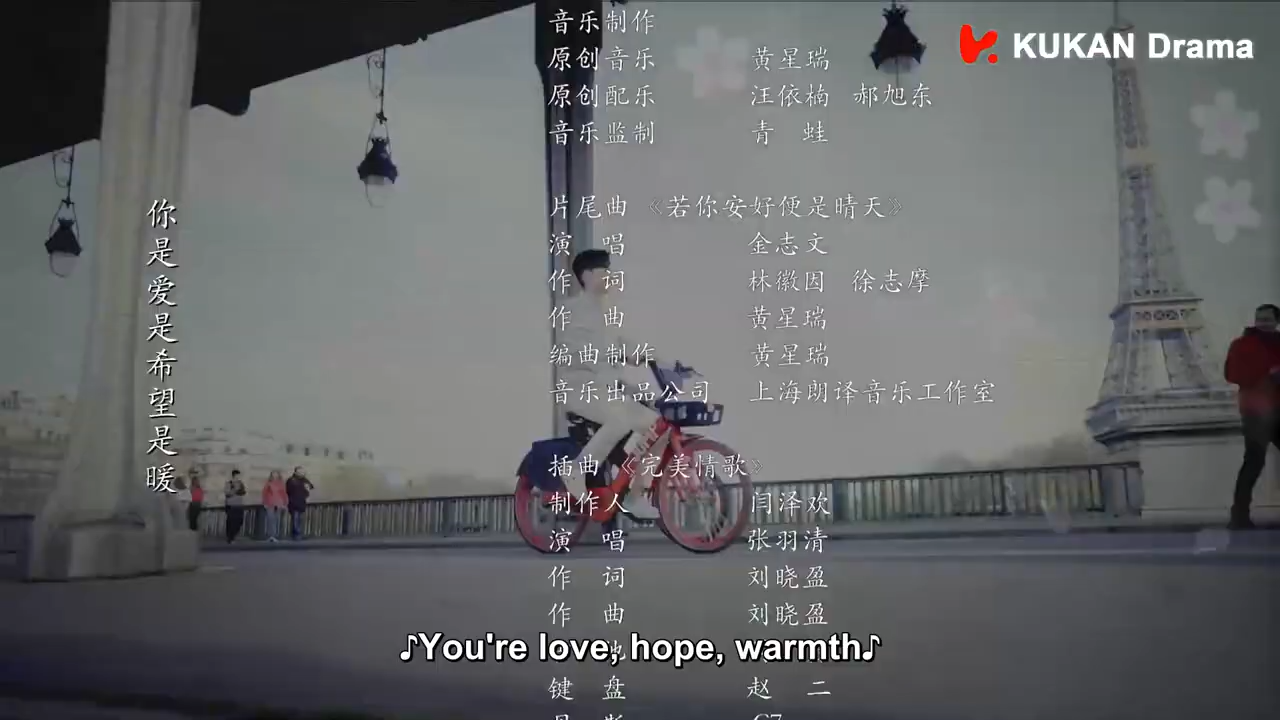 KUKAN Drama
音乐制作
原创音乐 黄星瑞
原创配乐 汪依楠 郝旭东
音乐监制 青 蛙
片尾曲 《若你安好便是晴天》
演 唱 金志文
作 词 林徽因 徐志摩
作 曲 黄星瑞
编曲制作 黄星瑞
音乐出品公司 上海朗译音乐工作室
插曲 《完美情歌》
制作人 闫泽欢
演 唱 张羽清
作 词 刘晓盈
作 曲 刘晓盈
键 盘 赵 二
你是爱是希望是暖
♪You're love, hope, warmth♪